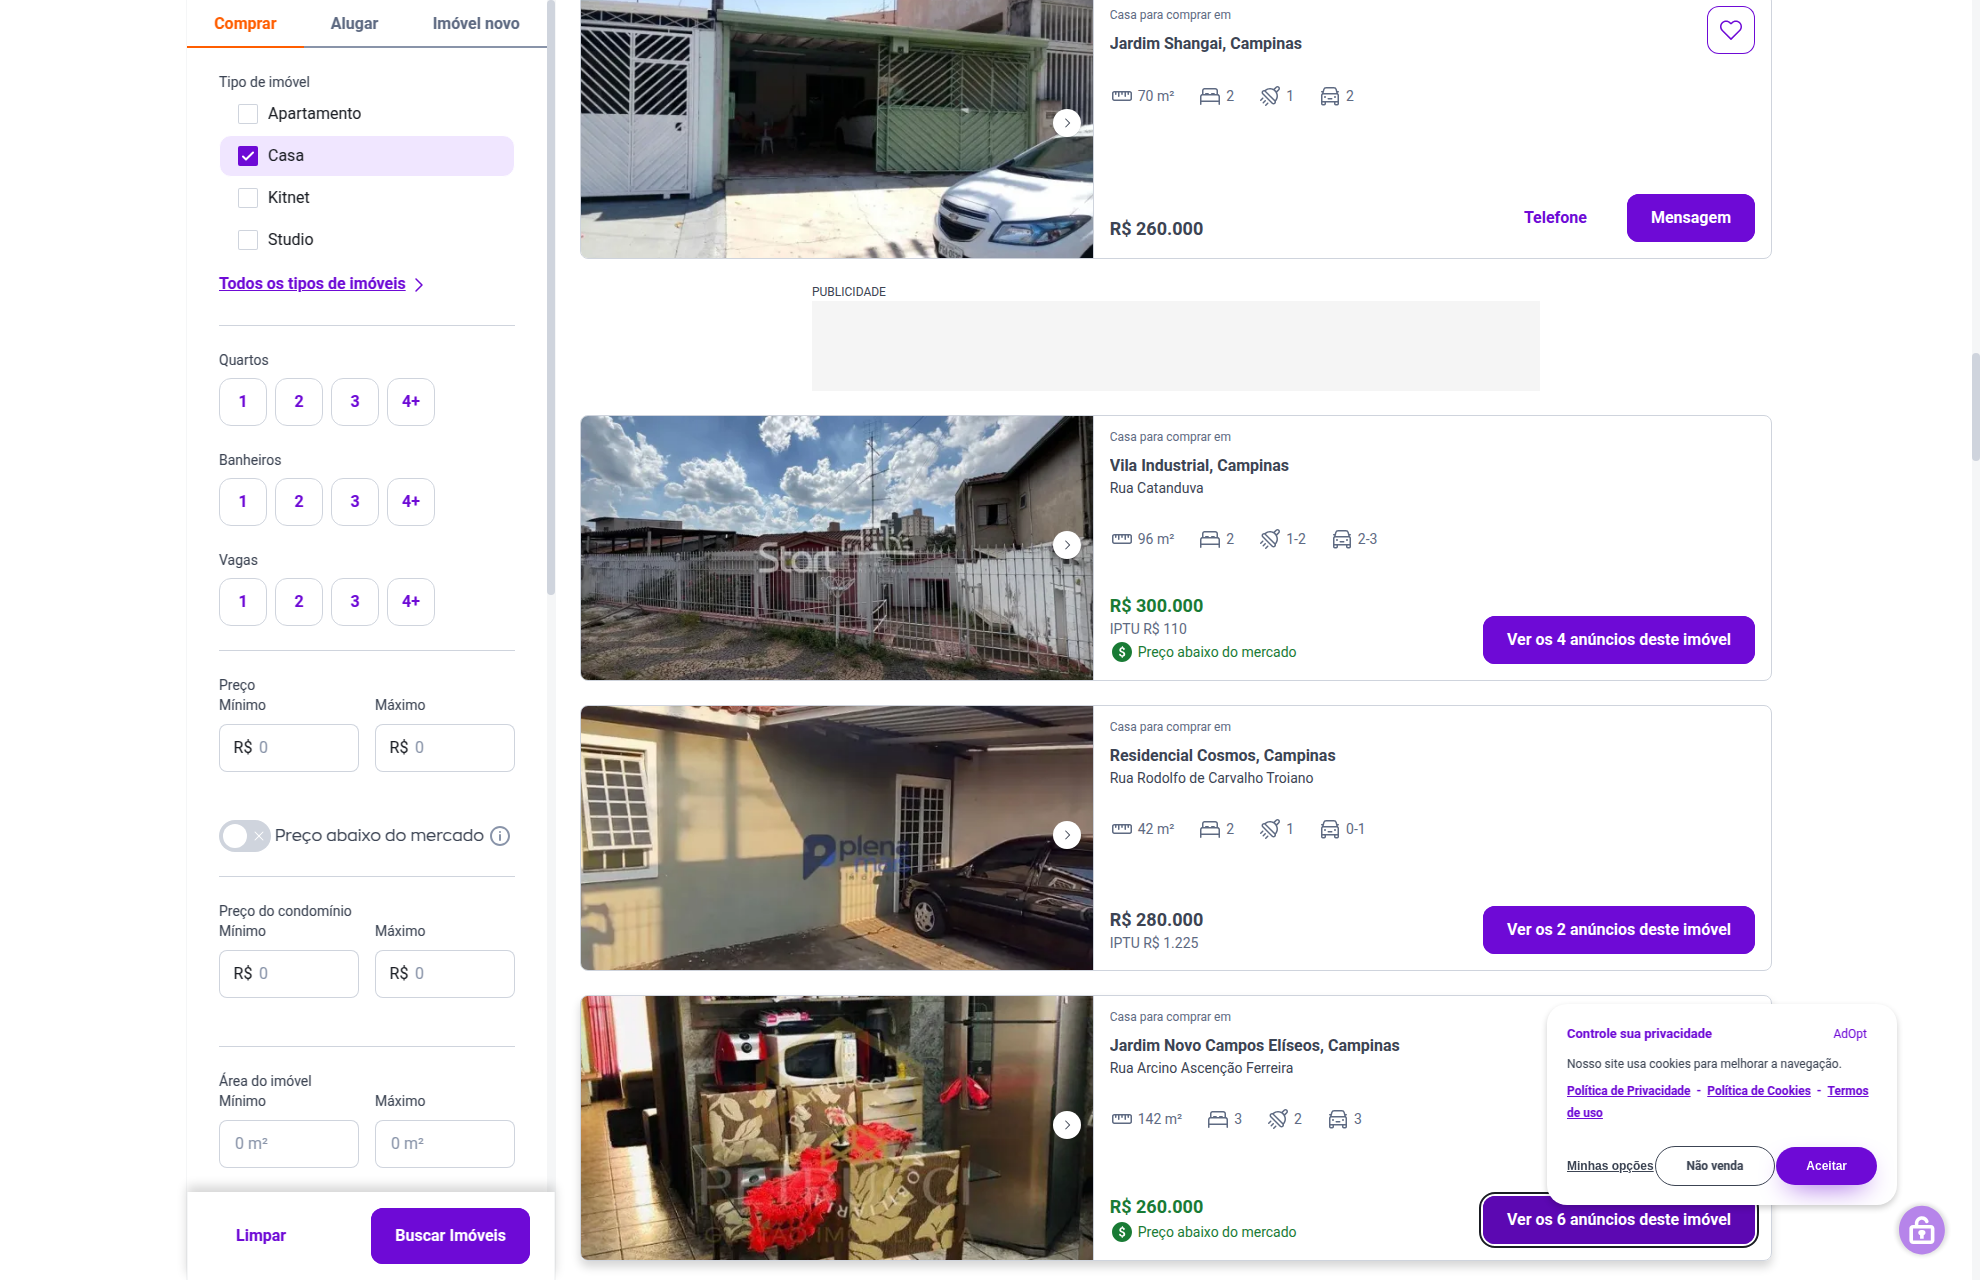 Comprar
Alugar
Imóvel novo
Tipo de imóvel
Apartamento
Casa
Kitnet
Studio
Todos os tipos de imóveis
Quartos
1
2
3
4+
Banheiros
1
2
3
4+
Vagas
1
2
3
4+
Preço
Mínimo
Máximo
R$ 0
R$ 0
Preço abaixo do mercado
Preço do condomínio
Mínimo
Máximo
R$ 0
R$ 0
Área do imóvel
Mínimo
Máximo
0 m²
0 m²
Limpar
Buscar Imóveis
Casa para comprar em
Jardim Shangai, Campinas
70 m²
2
1
2
R$ 260.000
Telefone
Mensagem
PUBLICIDADE
Start
Casa para comprar em
Vila Industrial, Campinas
Rua Catanduva
96 m²
2
1-2
2-3
R$ 300.000
IPTU R$ 110
Preço abaixo do mercado
Ver os 4 anúncios deste imóvel
Casa para comprar em
Residencial Cosmos, Campinas
Rua Rodolfo de Carvalho Troiano
42 m²
2
1
0-1
R$ 280.000
IPTU R$ 1.225
Ver os 2 anúncios deste imóvel
Casa para comprar em
Jardim Novo Campos Elíseos, Campinas
Rua Arcino Ascenção Ferreira
142 m²
3
2
3
R$ 260.000
Preço abaixo do mercado
Ver os 6 anúncios deste imóvel
Controle sua privacidade
AdOpt
Nosso site usa cookies para melhorar a navegação.
Política de Privacidade - Política de Cookies - Termos
de uso
Minhas opções
Não venda
Aceitar